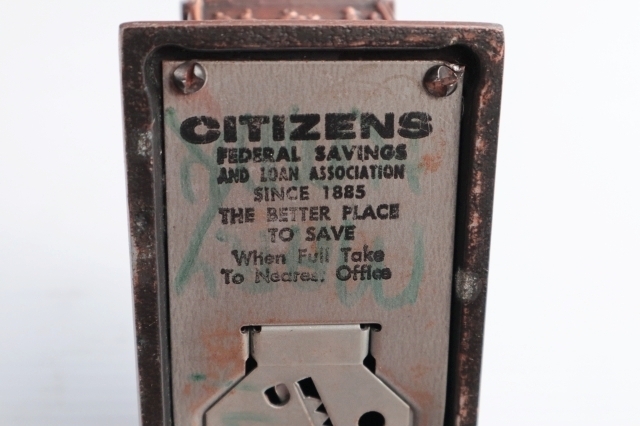 CITIZENS
FEDERAL SAVINGS
AND LOAN ASSOCIATION
SINCE 1885
THE BETTER PLACE
TO SAVE
When Full Take
To Nearest Office